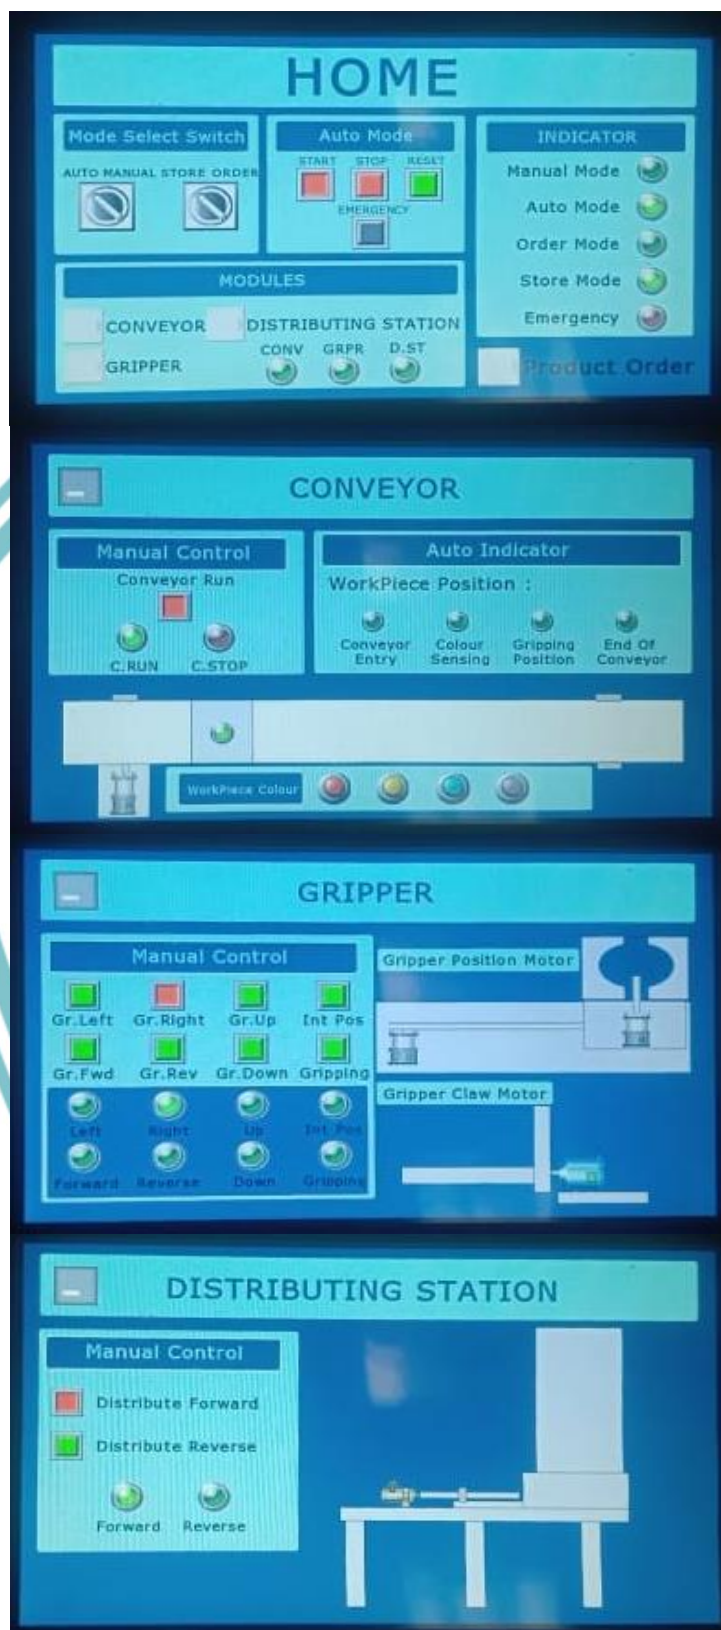 HOME
Mode Select Switch
AUTO MANUAL STORE ORDER
Auto Mode
START STOP RESET
EMERGENCY
INDICATOR
Manual Mode
Auto Mode
Order Mode
Store Mode
Emergency
MODULES
CONVEYOR DISTRIBUTING STATION
GRIPPER
CONV GRPR D.ST
Product Order
CONVEYOR
Manual Control
Conveyor Run
C.RUN C.STOP
Auto Indicator
WorkPiece Position :
Conveyor Entry
Colour Sensing
Gripping Position
End Of Conveyor
WorkPiece Colour
GRIPPER
Manual Control
Gr.Left Gr.Right Gr.Up Int Pos
Gr.Fwd Gr.Rev Gr.Down Gripping
Left Right Up Int Pos
Forward Reverse Down Gripping
Gripper Position Motor
Gripper Claw Motor
DISTRIBUTING STATION
Manual Control
Distribute Forward
Distribute Reverse
Forward Reverse